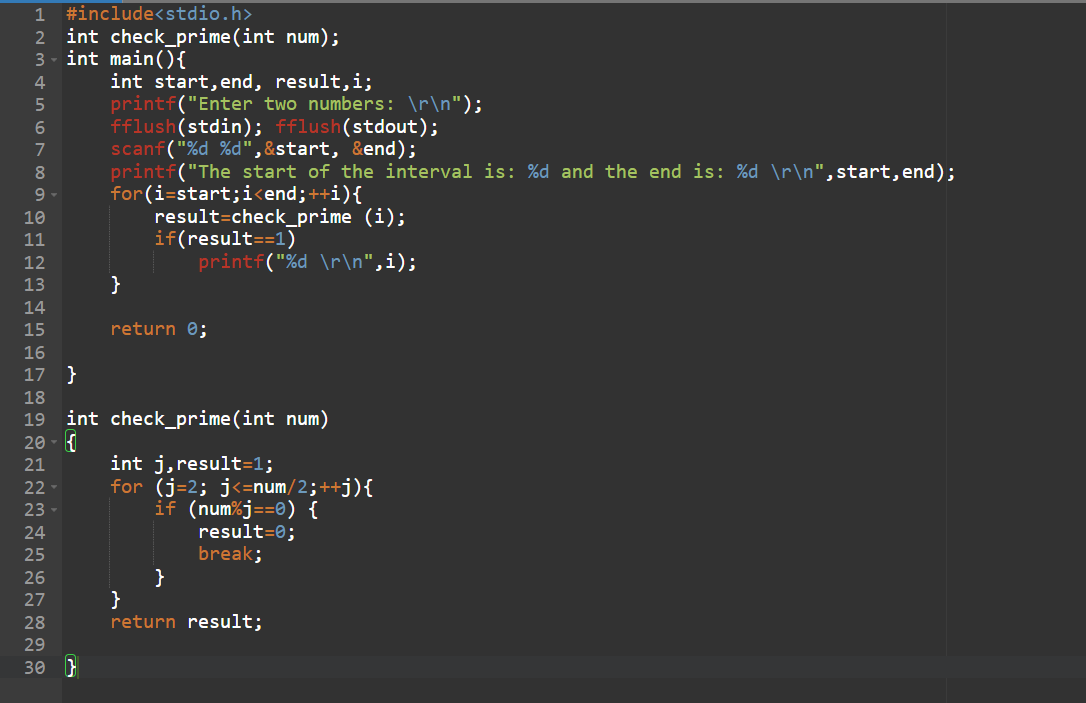 1 #include<stdio.h>
2 int check_prime(int num);
3 int main(){
4     int start,end, result,i;
5     printf("Enter two numbers: \r\n");
6     fflush(stdin); fflush(stdout);
7     scanf("%d %d",&start, &end);
8     printf("The start of the interval is: %d and the end is: %d \r\n",start,end);
9     for(i=start;i<end;++i){
10         result=check_prime (i);
11         if(result==1)
12             printf("%d \r\n",i);
13     }
14
15     return 0;
16
17 }
18
19 int check_prime(int num)
20 {
21     int j,result=1;
22     for (j=2; j<=num/2;++j){
23         if (num%j==0) {
24             result=0;
25             break;
26         }
27     }
28     return result;
29
30 }